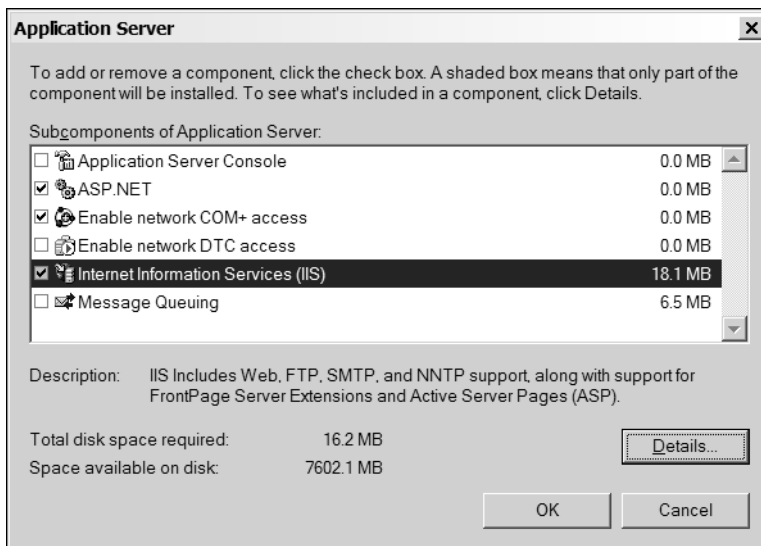 Application Server
To add or remove a component, click the check box. A shaded box means that only part of the
component will be installed. To see what's included in a component, click Details.
Subcomponents of Application Server:
Application Server Console 0.0 MB
ASP.NET 0.0 MB
Enable network COM+ access 0.0 MB
Enable network DTC access 0.0 MB
Internet Information Services (IIS) 18.1 MB
Message Queuing 6.5 MB
Description: IIS Includes Web, FTP, SMTP, and NNTP support, along with support for
FrontPage Server Extensions and Active Server Pages (ASP).
Total disk space required: 16.2 MB
Space available on disk: 7602.1 MB
Details...
OK Cancel